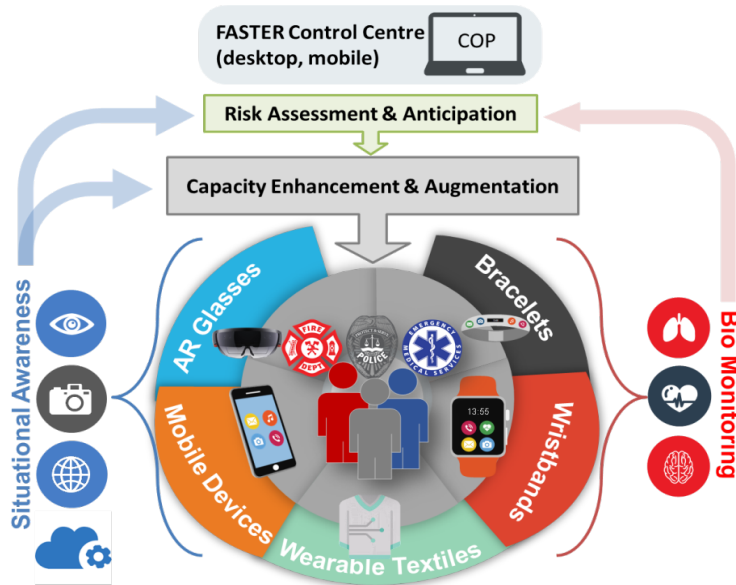 FASTER Control Centre
(desktop, mobile)
COP
Risk Assessment & Anticipation
Capacity Enhancement & Augmentation
Situational Awareness
AR Glasses
Bracelets
FIRE
DEPT.
POLICE
EMERGENCY
MEDICAL SERVICES
Mobile Devices
13:55
Wristbands
Wearable Textiles
Bio Monitoring